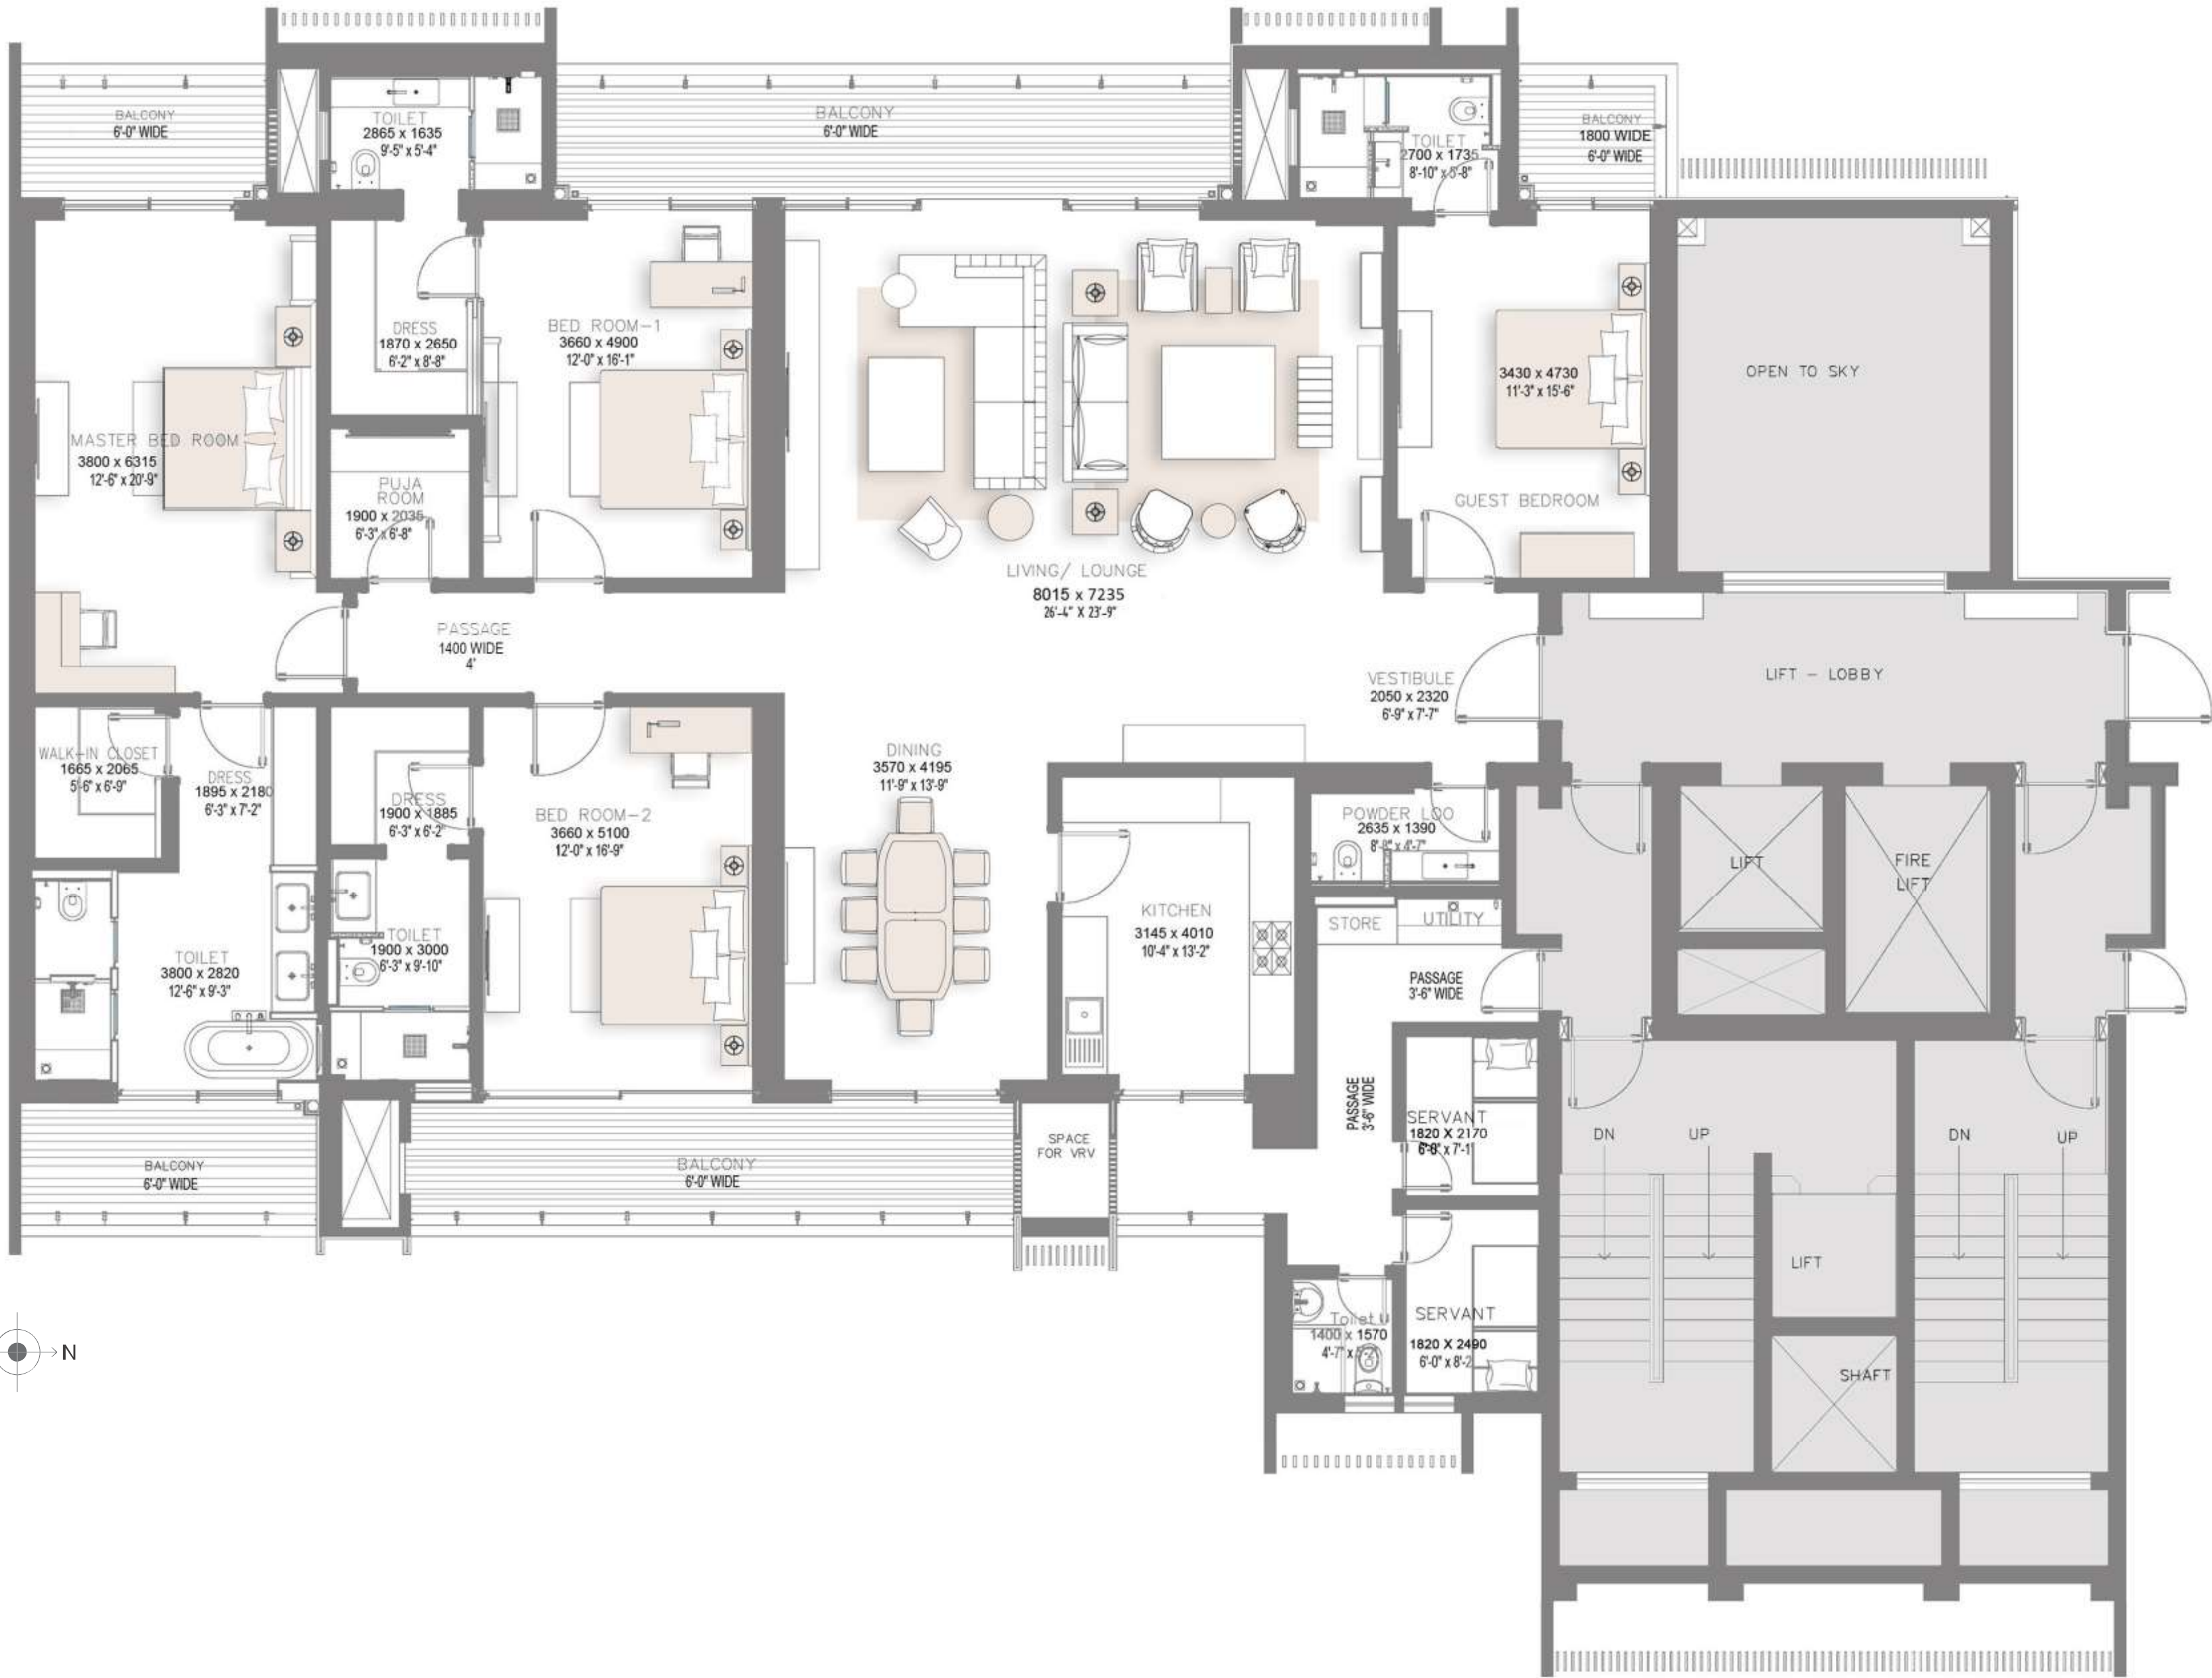 BALCONY
6'-0" WIDE
TOILET
2865 x 1635
9'-5" x 5'-4"
BALCONY
6'-0" WIDE
TOILET
2700 x 1735
8'-10" x 5'-8"
BALCONY
1800 WIDE
6'-0" WIDE
DRESS
1870 x 2650
6'-2" x 8'-8"
BED ROOM-1
3660 x 4900
12'-0" x 16'-1"
3430 x 4730
11'-3" x 15'-6"
GUEST BEDROOM
OPEN TO SKY
MASTER BED ROOM
3800 x 6315
12'-6" x 20'-9"
PUJA
ROOM
1900 x 2035
6'-3" x 6'-8"
LIVING/ LOUNGE
8015 x 7235
26'-4" X 23'-9"
PASSAGE
1400 WIDE
4'
VESTIBULE
2050 x 2320
6'-9" x 7'-7"
LIFT - LOBBY
WALK-IN CLOSET
1665 x 2065
5'-6" x 6'-9"
DRESS
1895 x 2180
6'-3" x 7'-2"
DRESS
1900 x 1885
6'-3" x 6'-2"
BED ROOM-2
3660 x 5100
12'-0" x 16'-9"
DINING
3570 x 4195
11'-9" x 13'-9"
POWDER LOO
2635 x 1390
LIFT
FIRE
LIFT
KITCHEN
3145 x 4010
10'-4" x 13'-2"
STORE
UTILITY
TOILET
3800 x 2820
12'-6" x 9'-3"
TOILET
1900 x 3000
6'-3" x 9'-10"
PASSAGE
3'-6" WIDE
PASSAGE
3'-6" WIDE
SERVANT
1820 X 2170
SPACE
FOR VRV
BALCONY
6'-0" WIDE
BALCONY
6'-0" WIDE
DN
UP
DN
UP
LIFT
Toilet
1400 x 1570
4'-7" x
SERVANT
1820 X 2490
6'-0" x 8'-2
SHAFT
N